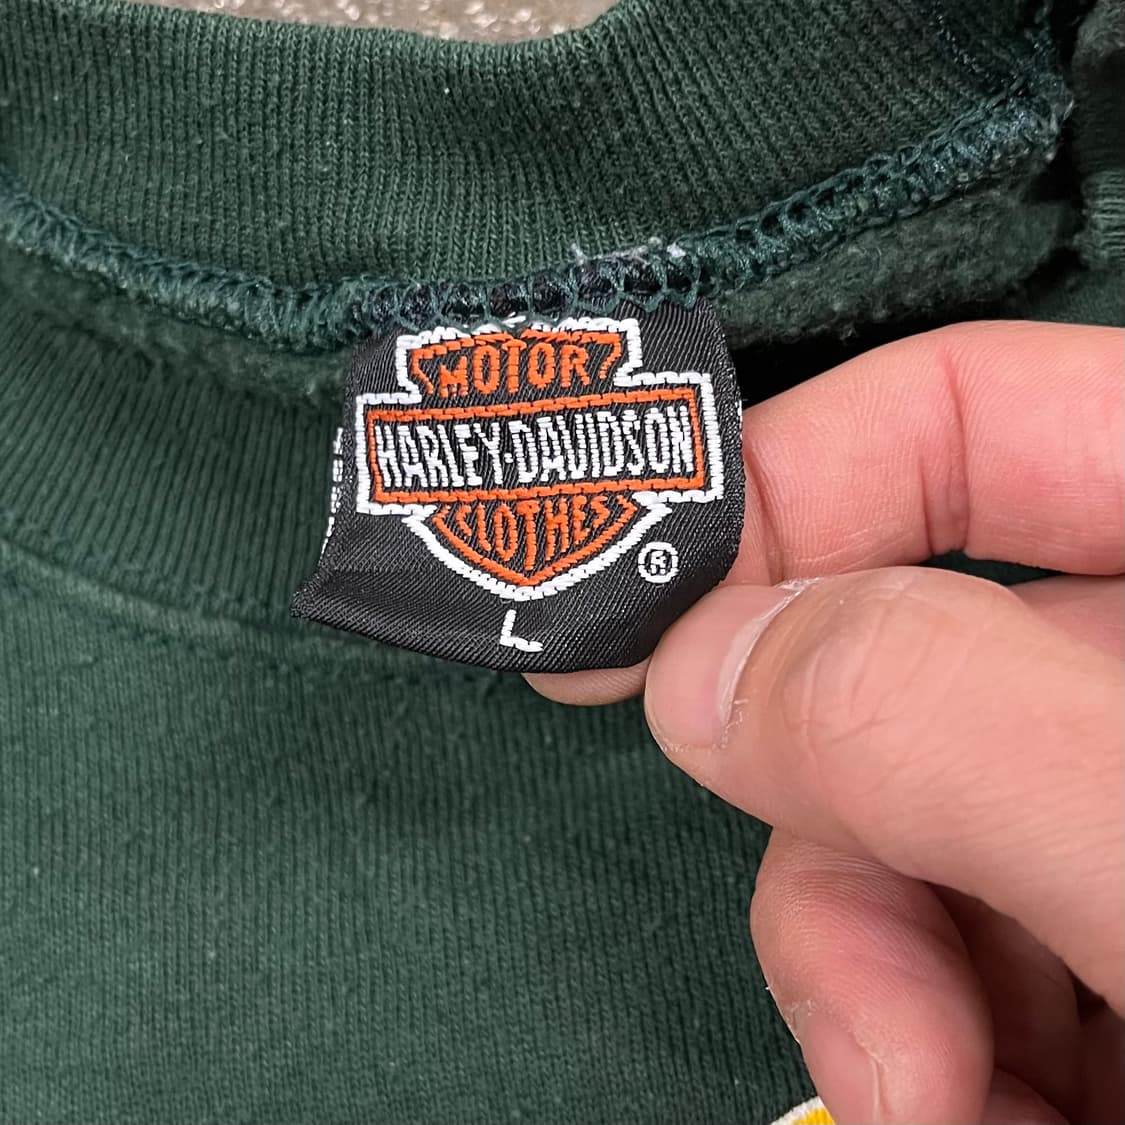 MOTOR
HARLEY-DAVIDSON
CLOTHES
®
L